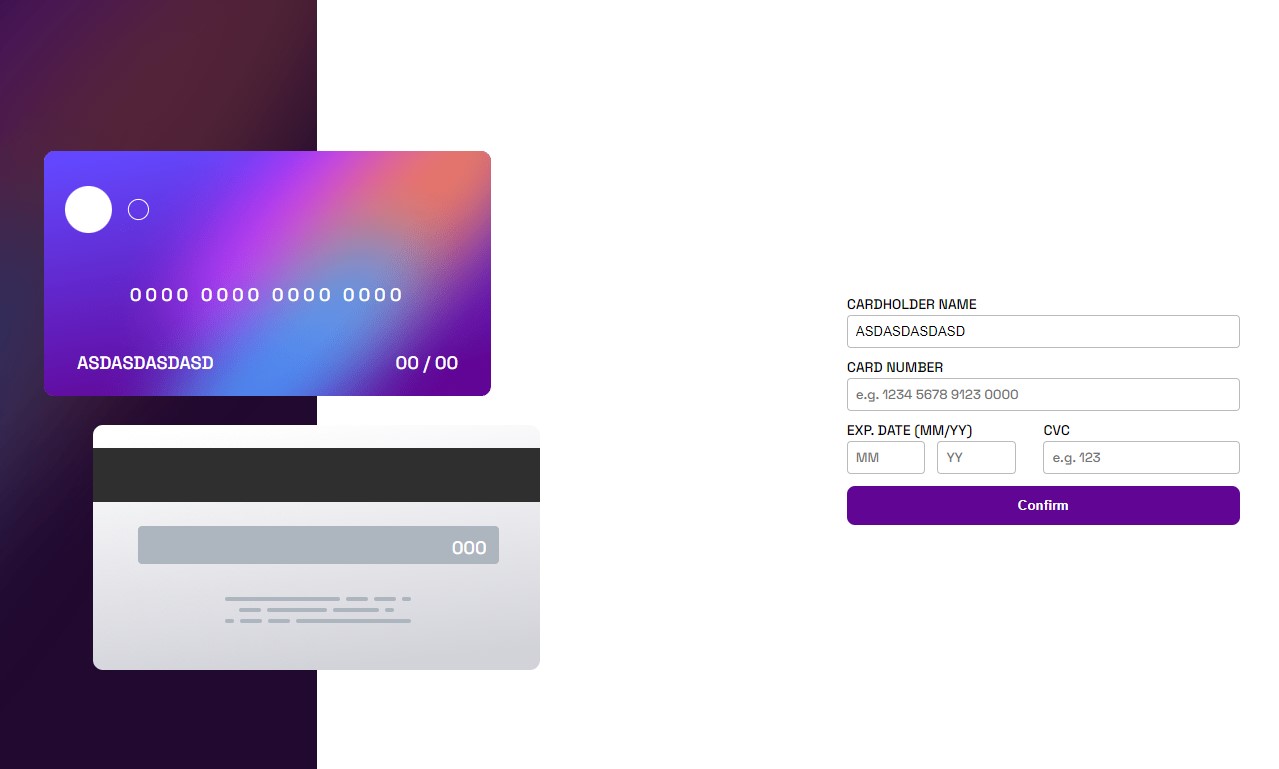 0000 0000 0000 0000
ASDASDASDASD
00 / 00
000
CARDHOLDER NAME
ASDASDASDASD
CARD NUMBER
e.g. 1234 5678 9123 0000
EXP. DATE (MM/YY) CVC
MM YY e.g. 123
Confirm